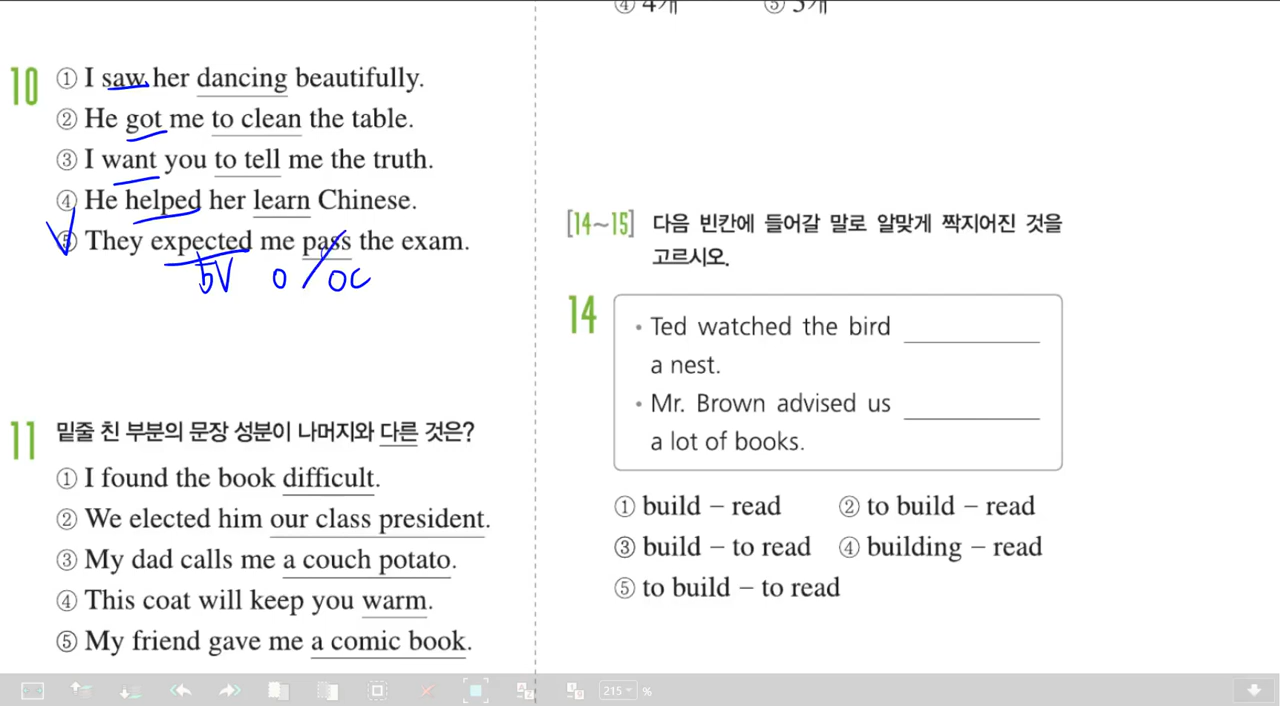 ④ 4개 ⑤ 5개
10
① I saw her dancing beautifully.
② He got me to clean the table.
③ I want you to tell me the truth.
④ He helped her learn Chinese.
⑤ They expected me pass the exam.
5V O OC
11 밑줄 친 부분의 문장 성분이 나머지와 다른 것은?
① I found the book difficult.
② We elected him our class president.
③ My dad calls me a couch potato.
④ This coat will keep you warm.
⑤ My friend gave me a comic book.
[14~15] 다음 빈칸에 들어갈 말로 알맞게 짝지어진 것을
고르시오.
14
• Ted watched the bird
a nest.
• Mr. Brown advised us
a lot of books.
① build – read ② to build – read
③ build – to read ④ building – read
⑤ to build – to read
215 %